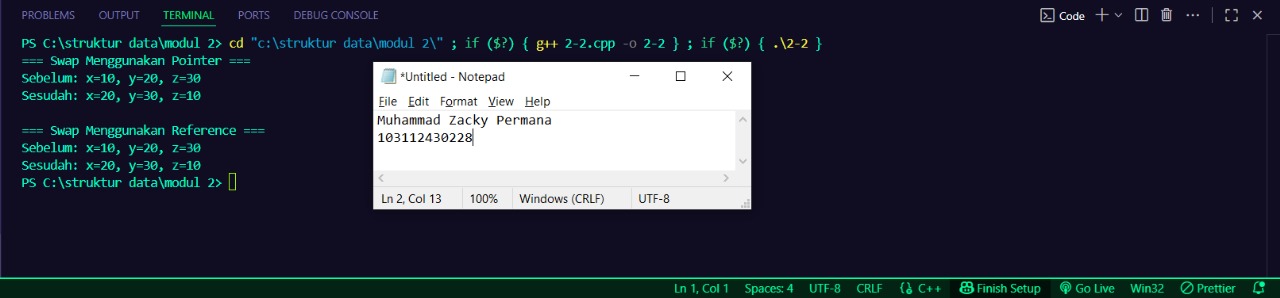 PROBLEMS OUTPUT TERMINAL PORTS DEBUG CONSOLE Code
PS C:\struktur data\modul 2> cd "c:\struktur data\modul 2\" ; if ($?) { g++ 2-2.cpp -o 2-2 } ; if ($?) { .\2-2 }
=== Swap Menggunakan Pointer ===
Sebelum: x=10, y=20, z=30
Sesudah: x=20, y=30, z=10
=== Swap Menggunakan Reference ===
Sebelum: x=10, y=20, z=30
Sesudah: x=20, y=30, z=10
PS C:\struktur data\modul 2>
*Untitled - Notepad
File Edit Format View Help
Muhammad Zacky Permana
103112430228
Ln 2, Col 13 100% Windows (CRLF) UTF-8
Ln 1, Col 1 Spaces: 4 UTF-8 CRLF {} C++ Finish Setup Go Live Win32 Prettier